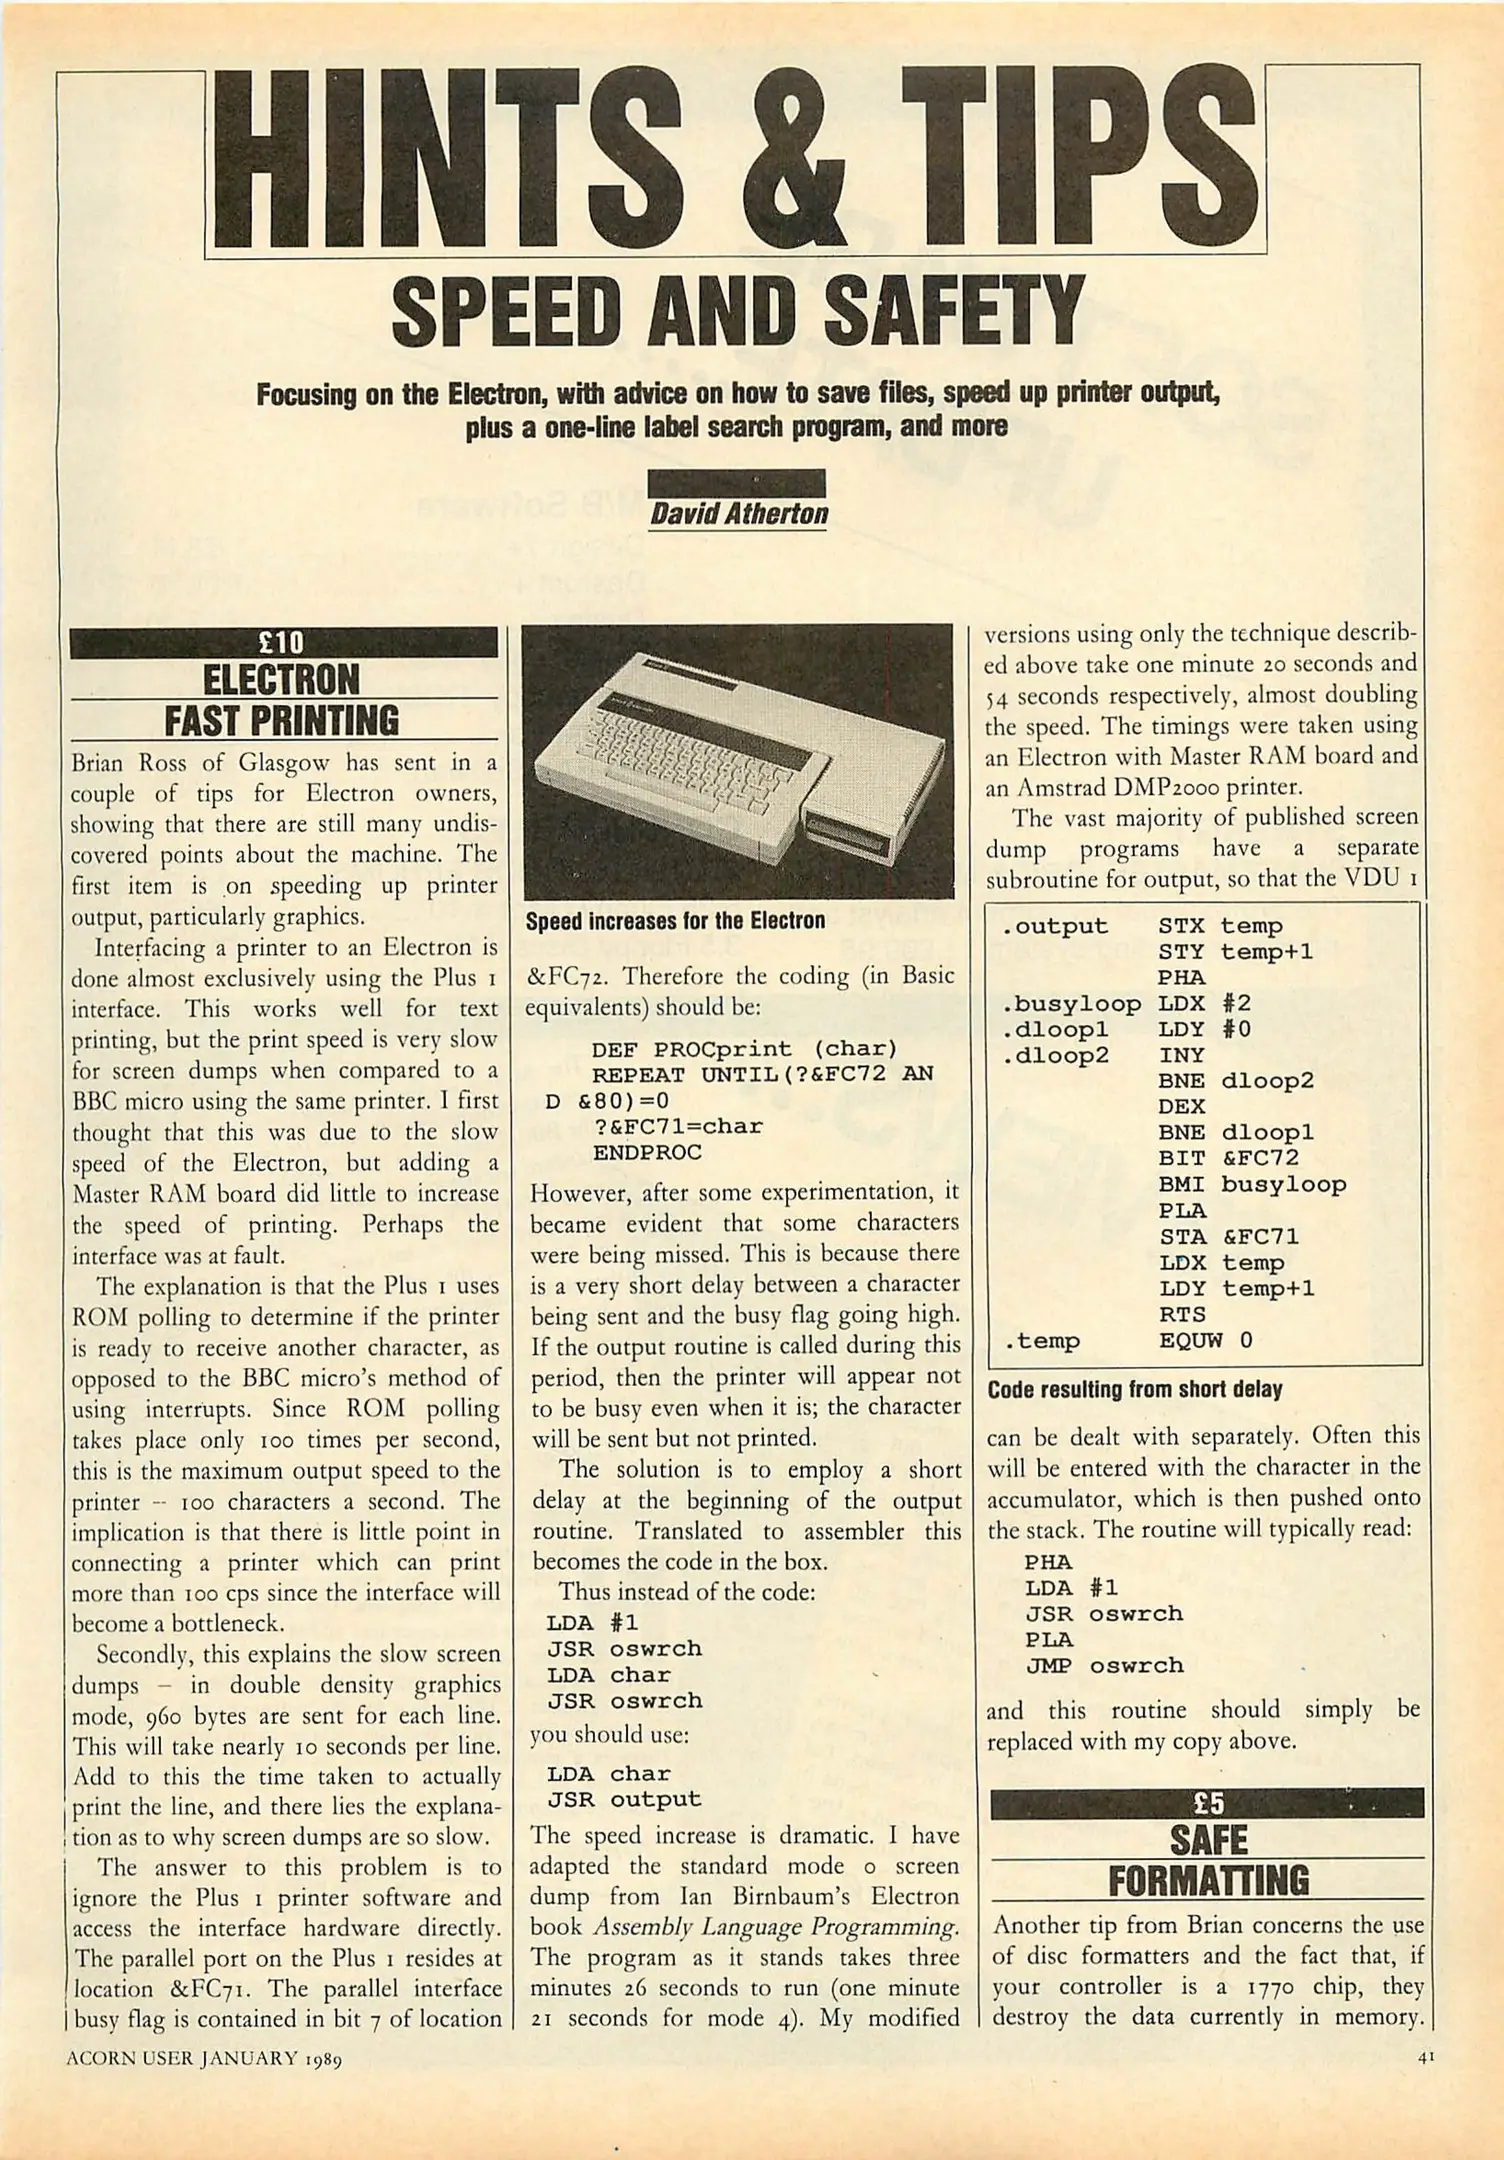 HINTS & TIPS
SPEED AND SAFETY
Focusing on the Electron, with advice on how to save files, speed up printer output,
plus a one-line label search program, and more
David Atherton
£10
ELECTRON
FAST PRINTING
Brian Ross of Glasgow has sent in a
couple of tips for Electron owners,
showing that there are still many undis-
covered points about the machine. The
first item is on speeding up printer
output, particularly graphics.
Interfacing a printer to an Electron is
done almost exclusively using the Plus 1
interface. This works well for text
printing, but the print speed is very slow
for screen dumps when compared to a
BBC micro using the same printer. I first
thought that this was due to the slow
speed of the Electron, but adding a
Master RAM board did little to increase
the speed of printing. Perhaps the
interface was at fault.
The explanation is that the Plus 1 uses
ROM polling to determine if the printer
is ready to receive another character, as
opposed to the BBC micro's method of
using interrupts. Since ROM polling
takes place only 100 times per second,
this is the maximum output speed to the
printer – 100 characters a second. The
implication is that there is little point in
connecting a printer which can print
more than 100 cps since the interface will
become a bottleneck.
Secondly, this explains the slow screen
dumps – in double density graphics
mode, 960 bytes are sent for each line.
This will take nearly 10 seconds per line.
Add to this the time taken to actually
print the line, and there lies the explana-
tion as to why screen dumps are so slow.
The answer to this problem is to
ignore the Plus 1 printer software and
access the interface hardware directly.
The parallel port on the Plus 1 resides at
location &FC71. The parallel interface
busy flag is contained in bit 7 of location
Speed increases for the Electron
&FC72. Therefore the coding (in Basic
equivalents) should be:
DEF PROCprint (char)
REPEAT UNTIL(?&FC72 AN
D &80)=0
?&FC71=char
ENDPROC
However, after some experimentation, it
became evident that some characters
were being missed. This is because there
is a very short delay between a character
being sent and the busy flag going high.
If the output routine is called during this
period, then the printer will appear not
to be busy even when it is; the character
will be sent but not printed.
The solution is to employ a short
delay at the beginning of the output
routine. Translated to assembler this
becomes the code in the box.
Thus instead of the code:
LDA #1
JSR oswrch
LDA char
JSR oswrch
you should use:
LDA char
JSR output
The speed increase is dramatic. I have
adapted the standard mode 0 screen
dump from Ian Birnbaum's Electron
book Assembly Language Programming.
The program as it stands takes three
minutes 26 seconds to run (one minute
21 seconds for mode 4). My modified
versions using only the technique describ-
ed above take one minute 20 seconds and
54 seconds respectively, almost doubling
the speed. The timings were taken using
an Electron with Master RAM board and
an Amstrad DMP2000 printer.
The vast majority of published screen
dump programs have a separate
subroutine for output, so that the VDU 1
.output STX temp
STY temp+1
PHA
.busyloop LDX #2
.dloop1 LDY #0
.dloop2 INY
BNE dloop2
DEX
BNE dloop1
BIT &FC72
BMI busyloop
PLA
STA &FC71
LDX temp
LDY temp+1
RTS
.temp EQUW 0
Code resulting from short delay
can be dealt with separately. Often this
will be entered with the character in the
accumulator, which is then pushed onto
the stack. The routine will typically read:
PHA
LDA #1
JSR oswrch
PLA
JMP oswrch
and this routine should simply be
replaced with my copy above.
£5
SAFE
FORMATTING
Another tip from Brian concerns the use
of disc formatters and the fact that, if
your controller is a 1770 chip, they
destroy the data currently in memory.
ACORN USER JANUARY 1989
41